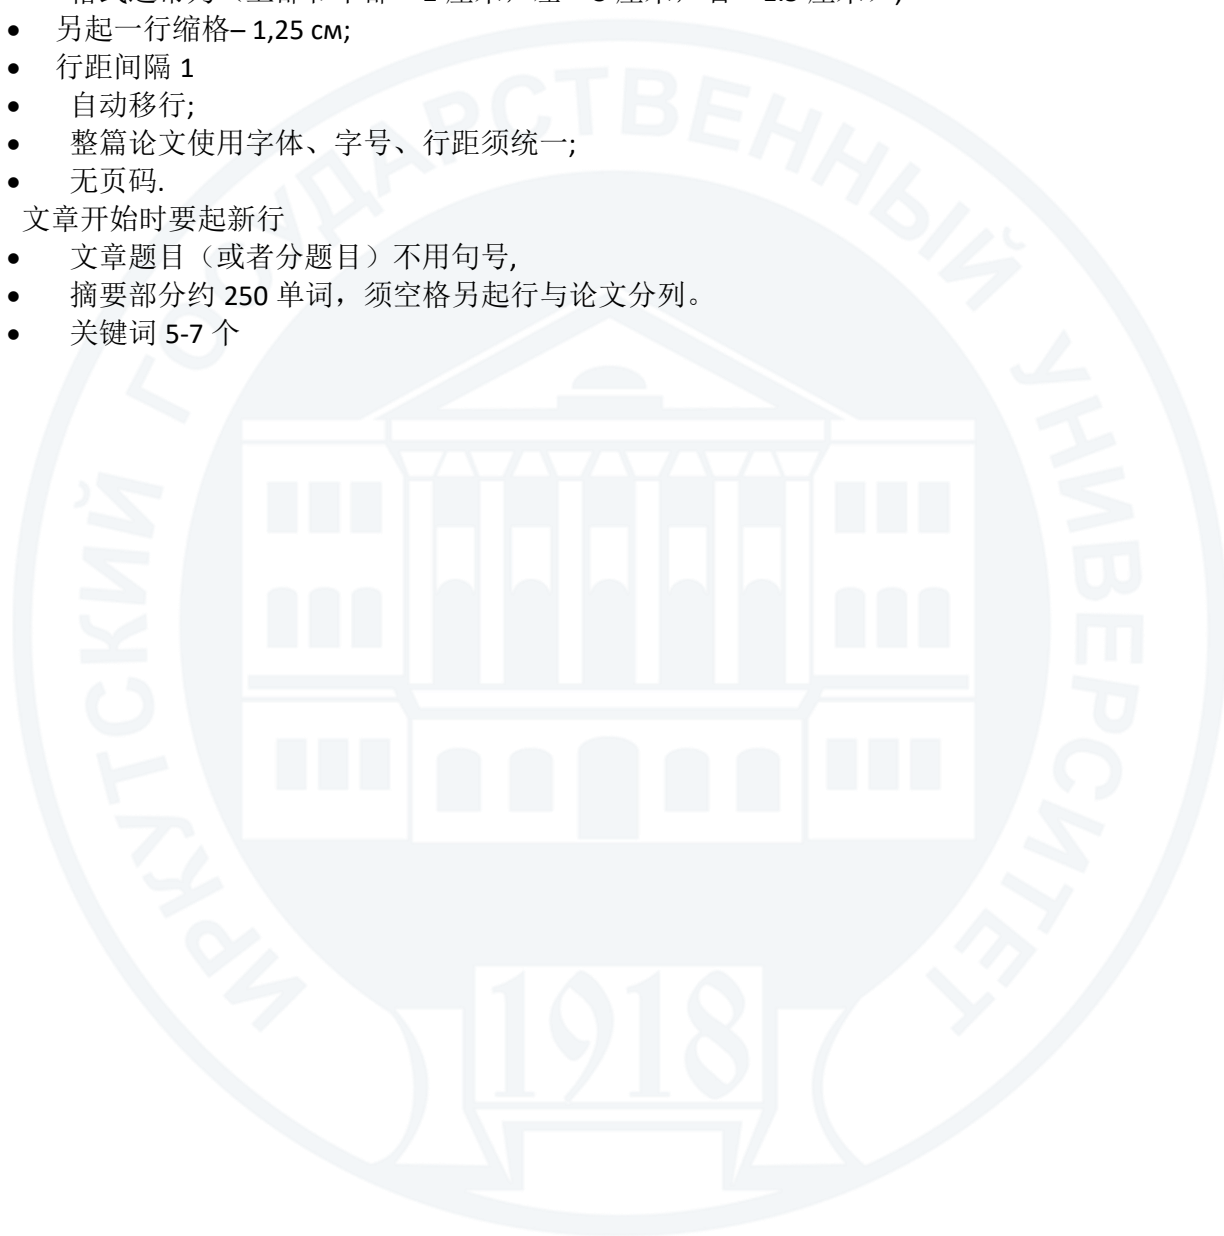 • 另起一行缩格– 1,25 см;
• 行距间隔 1
• 自动移行;
• 整篇论文使用字体、字号、行距须统一;
• 无页码.
文章开始时要起新行
• 文章题目（或者分题目）不用句号,
• 摘要部分约 250 单词，须空格另起行与论文分列。
• 关键词 5-7 个
ИРКУТСКИЙ ГОСУДАРСТВЕННЫЙ УНИВЕРСИТЕТ
1918